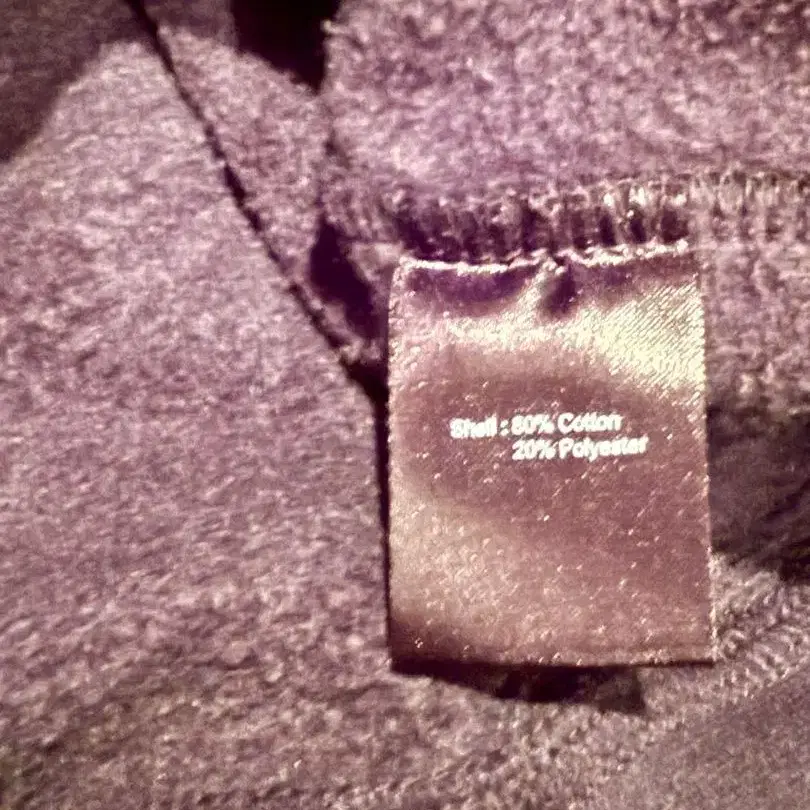 Shell : 80% Cotton
20% Polyester